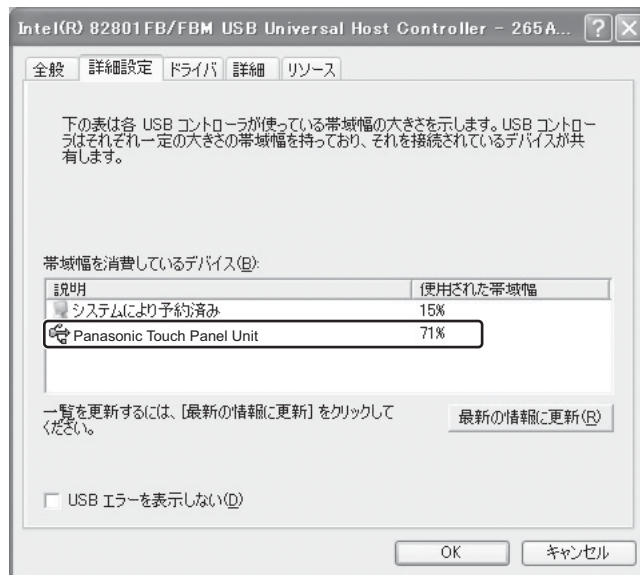 Intel(R) 82801FB/FBM USB Universal Host Controller - 265A...
全般 詳細設定 ドライバ 詳細 リソース
下の表は各 USB コントローラが使っている帯域幅の大きさを示します。USB コントロー
ラはそれぞれ一定の大きさの帯域幅を持っており、それを接続されているデバイスが共
有します。
帯域幅を消費しているデバイス(B):
説明 使用された帯域幅
システムにより予約済み 15%
Panasonic Touch Panel Unit 71%
一覧を更新するには、[最新の情報に更新] をクリックして
ください。
最新の情報に更新(R)
USB エラーを表示しない(D)
OK キャンセル